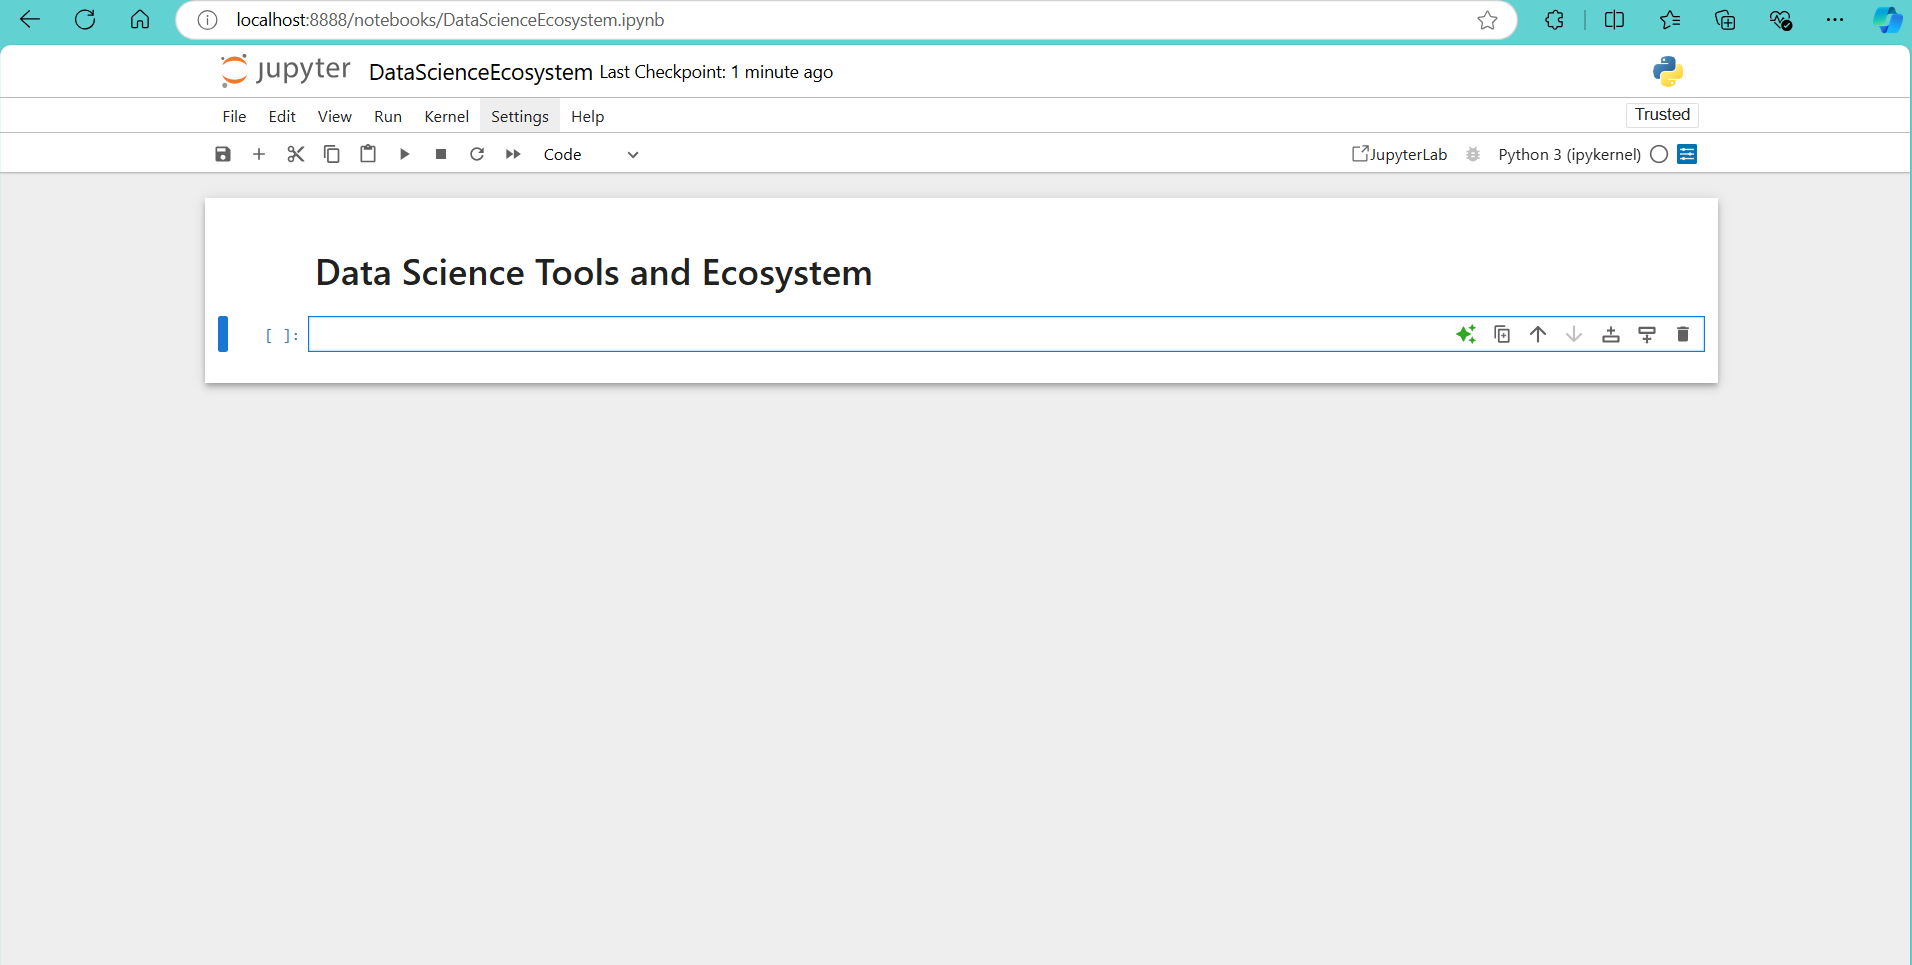 localhost:8888/notebooks/DataScienceEcosystem.ipynb
jupyter DataScienceEcosystem Last Checkpoint: 1 minute ago
File Edit View Run Kernel Settings Help Trusted
Code JupyterLab Python 3 (ipykernel)
Data Science Tools and Ecosystem
[ ]: